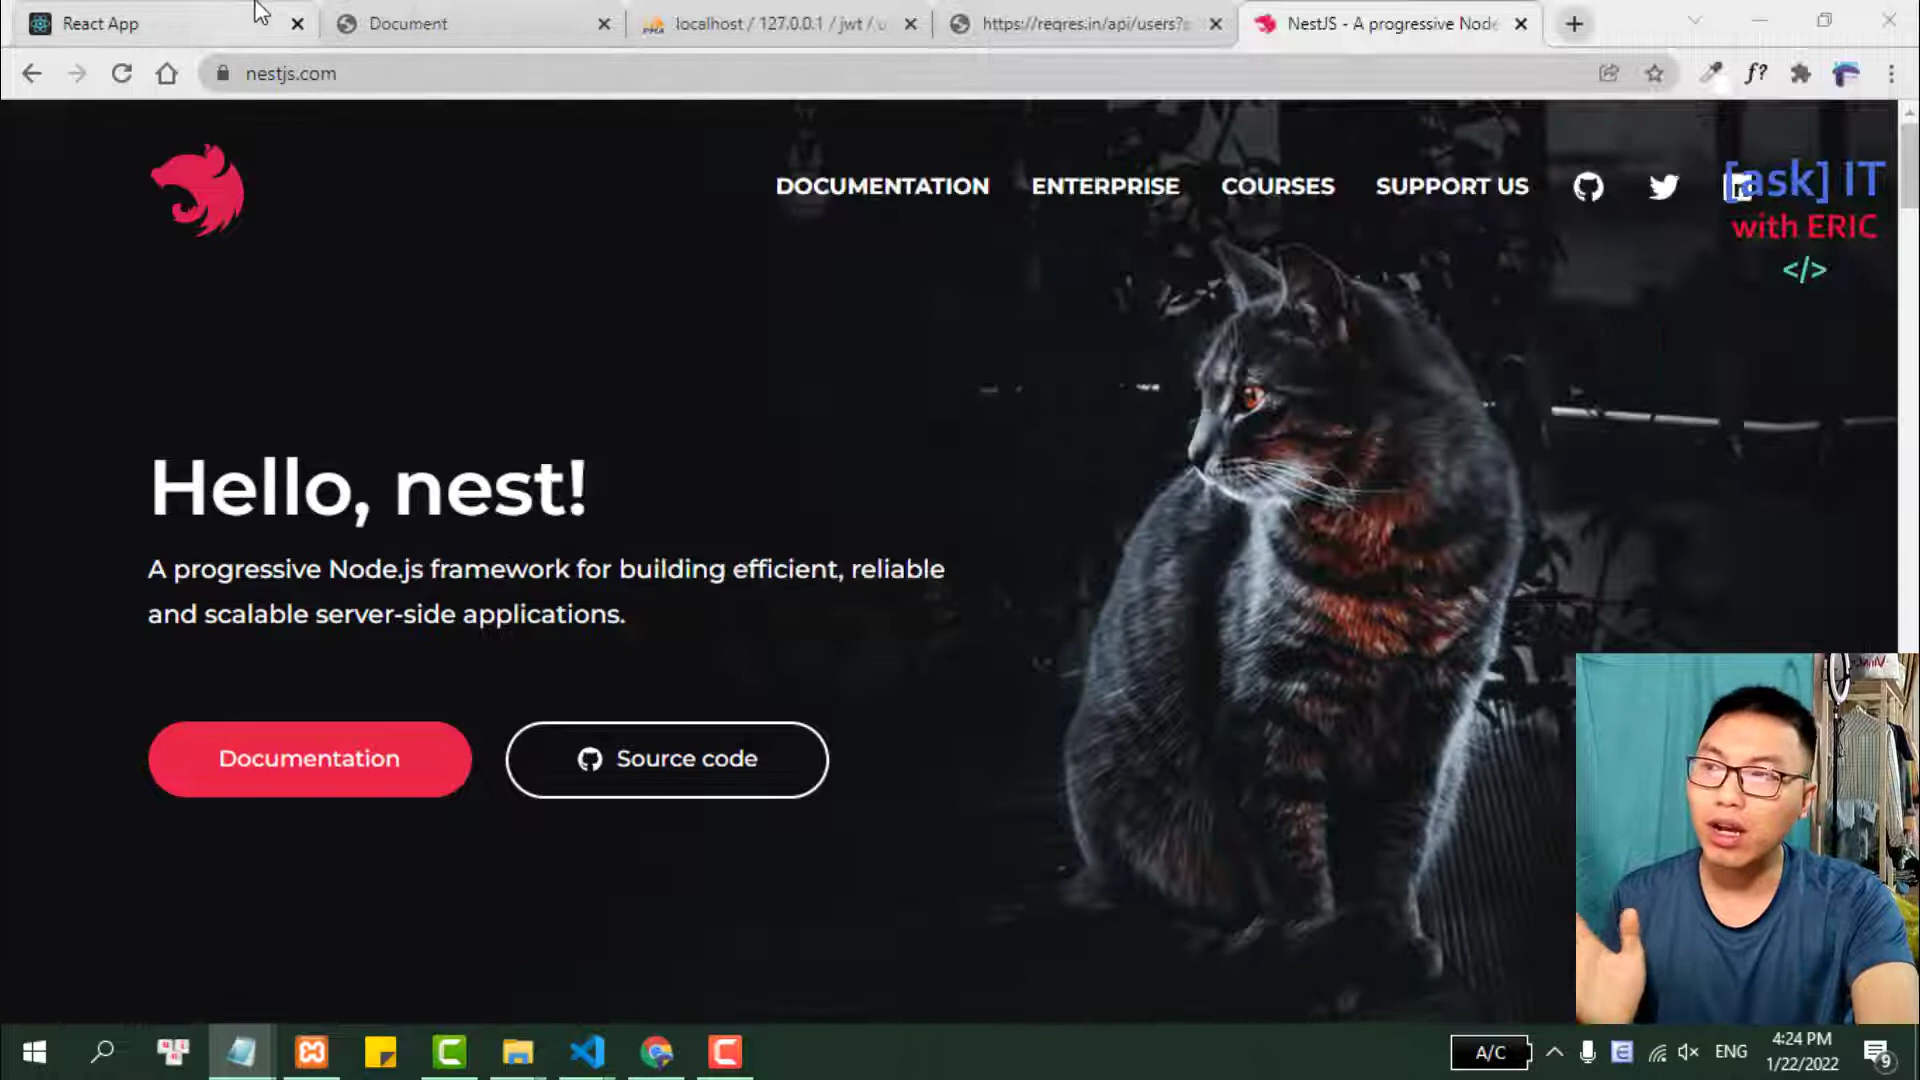 React App
Document
localhost / 127.0.0.1 / jwt / u
https://reqres.in/api/users?p
NestJS - A progressive Node
nestjs.com
f?
DOCUMENTATION
ENTERPRISE
COURSES
SUPPORT US
[ask] IT
with ERIC
</>
Hello, nest!
A progressive Node.js framework for building efficient, reliable
and scalable server-side applications.
Documentation
Source code
A/C
ENG
4:24 PM
1/22/2022
9